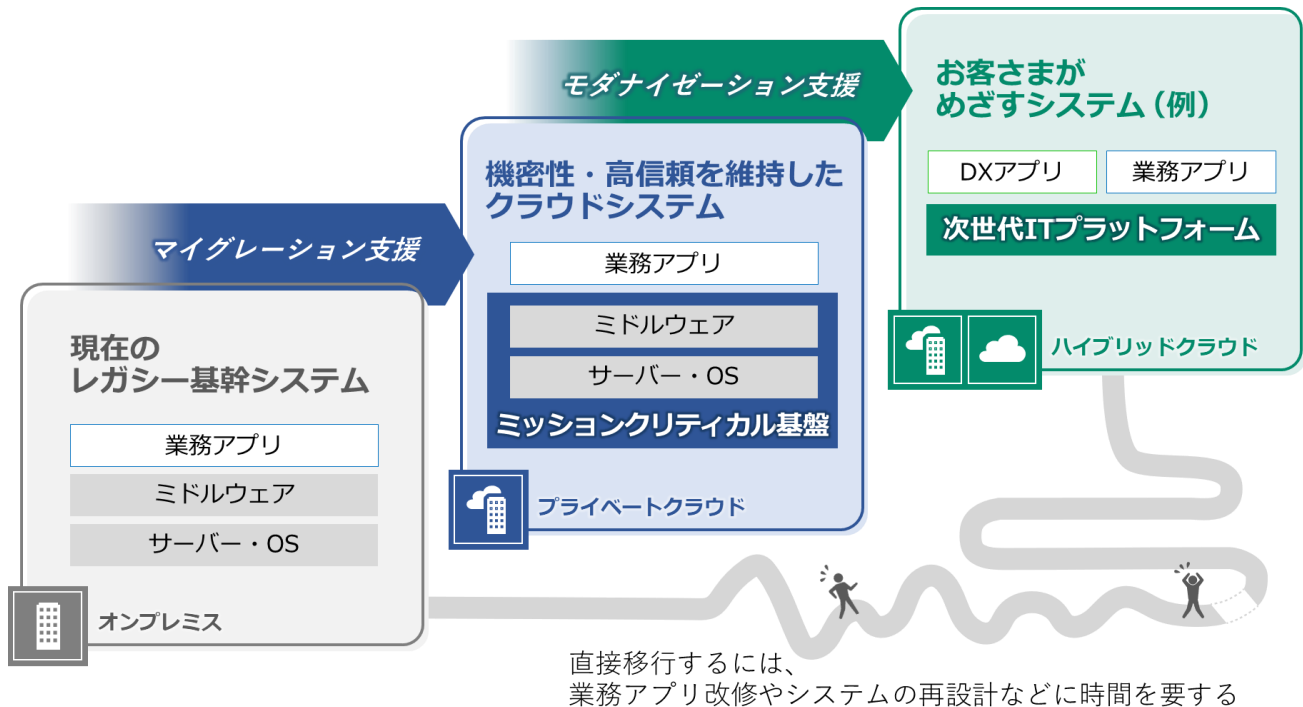 モダナイゼーション支援
お客さまが
めざすシステム（例）
DXアプリ
業務アプリ
次世代ITプラットフォーム
ハイブリッドクラウド
マイグレーション支援
機密性・高信頼を維持した
クラウドシステム
業務アプリ
ミドルウェア
サーバー・OS
ミッションクリティカル基盤
プライベートクラウド
現在の
レガシー基幹システム
業務アプリ
ミドルウェア
サーバー・OS
オンプレミス
直接移行するには、
業務アプリ改修やシステムの再設計などに時間を要する